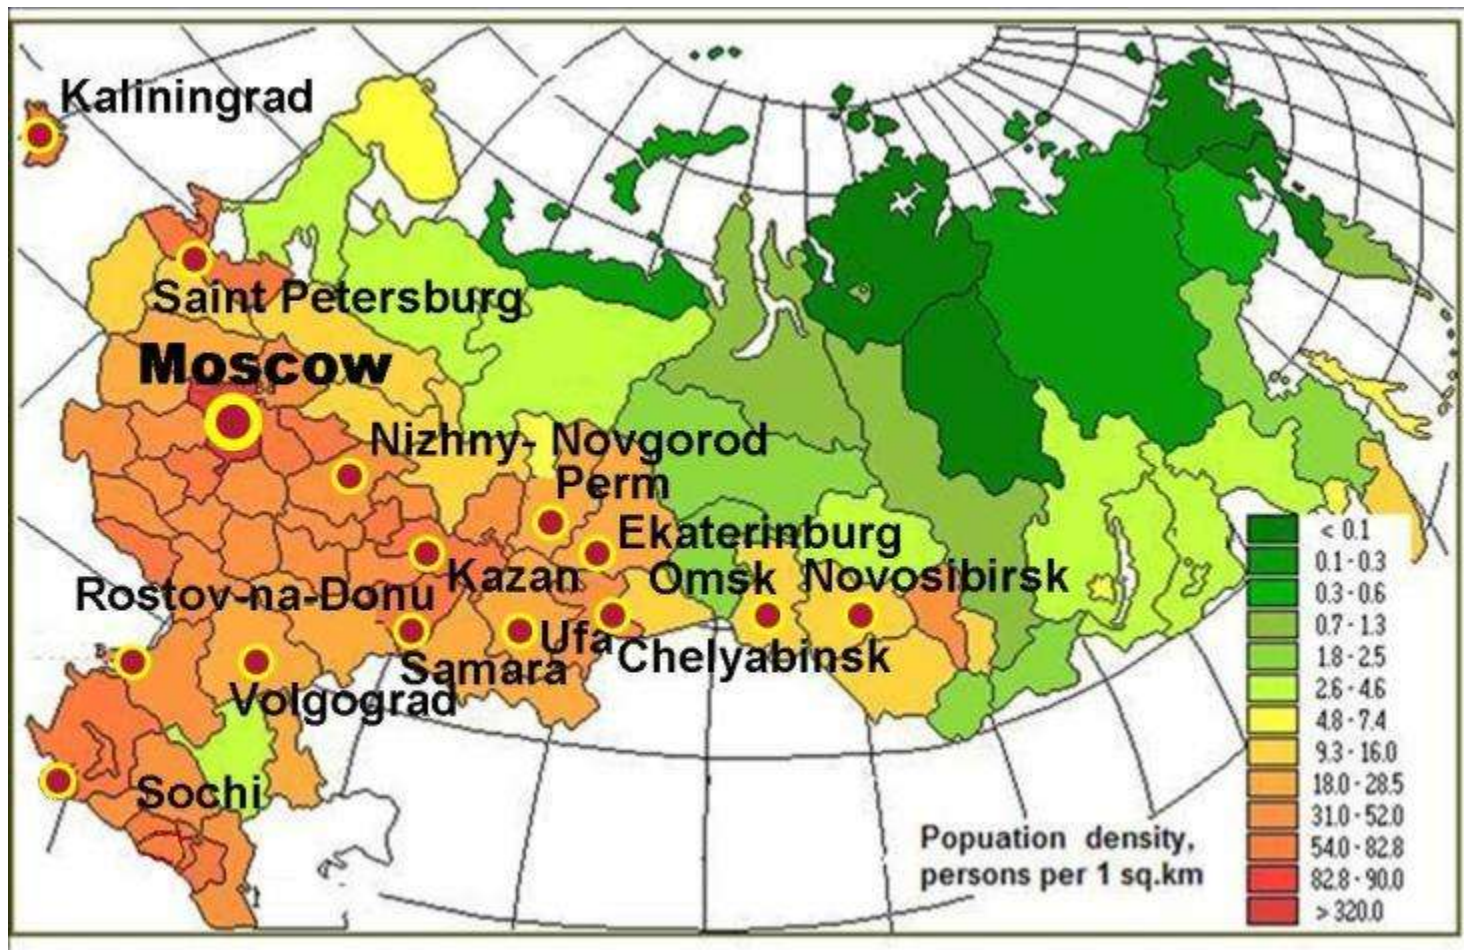 Kaliningrad
Saint Petersburg
Moscow
Nizhny- Novgorod
Perm
Ekaterinburg
Kazan
Omsk
Novosibirsk
Rostov-na-Donu
Ufa
Samara
Chelyabinsk
Volgograd
Sochi
Popuation density,
persons per 1 sq.km
< 0.1
0.1 - 0.3
0.3 - 0.6
0.7 - 1.3
1.8 - 2.5
2.6 - 4.6
4.8 - 7.4
9.3 - 16.0
18.0 - 28.5
31.0 - 52.0
54.0 - 82.8
82.8 - 90.0
> 320.0